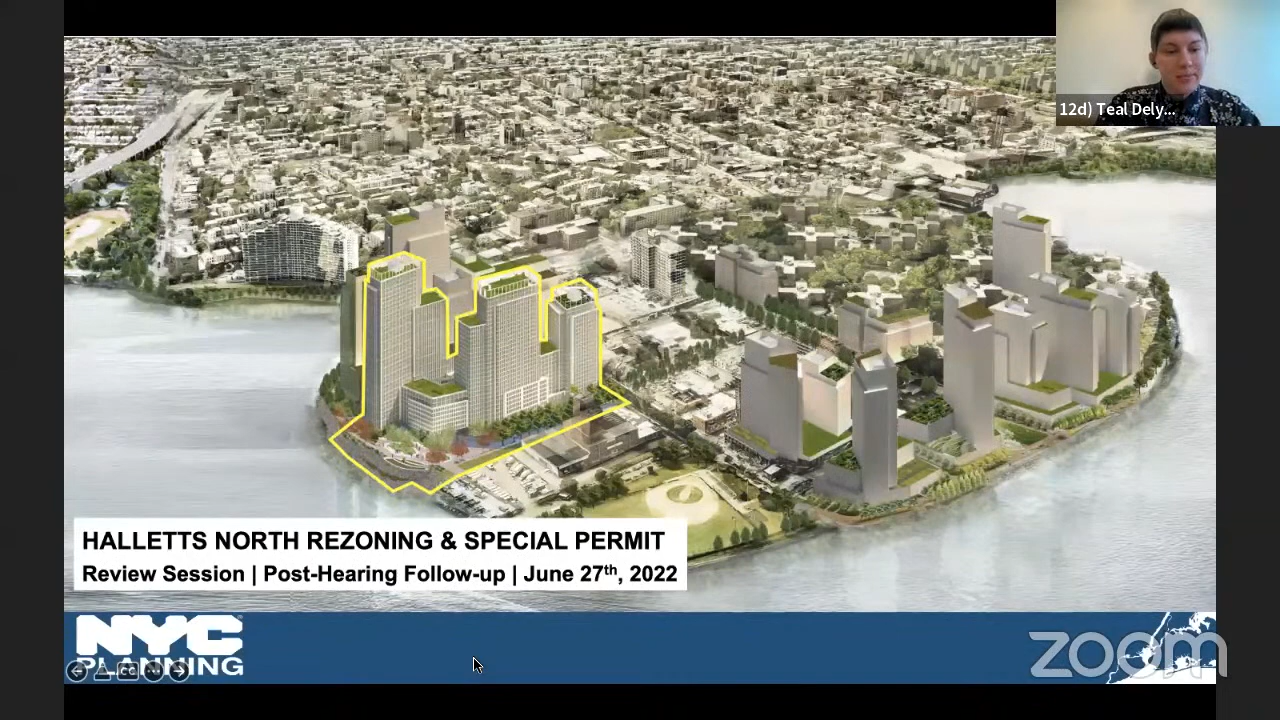 12d) Teal Dely...
HALLETTS NORTH REZONING & SPECIAL PERMIT
Review Session | Post-Hearing Follow-up | June 27th, 2022
NYC
PLANNING
zoom